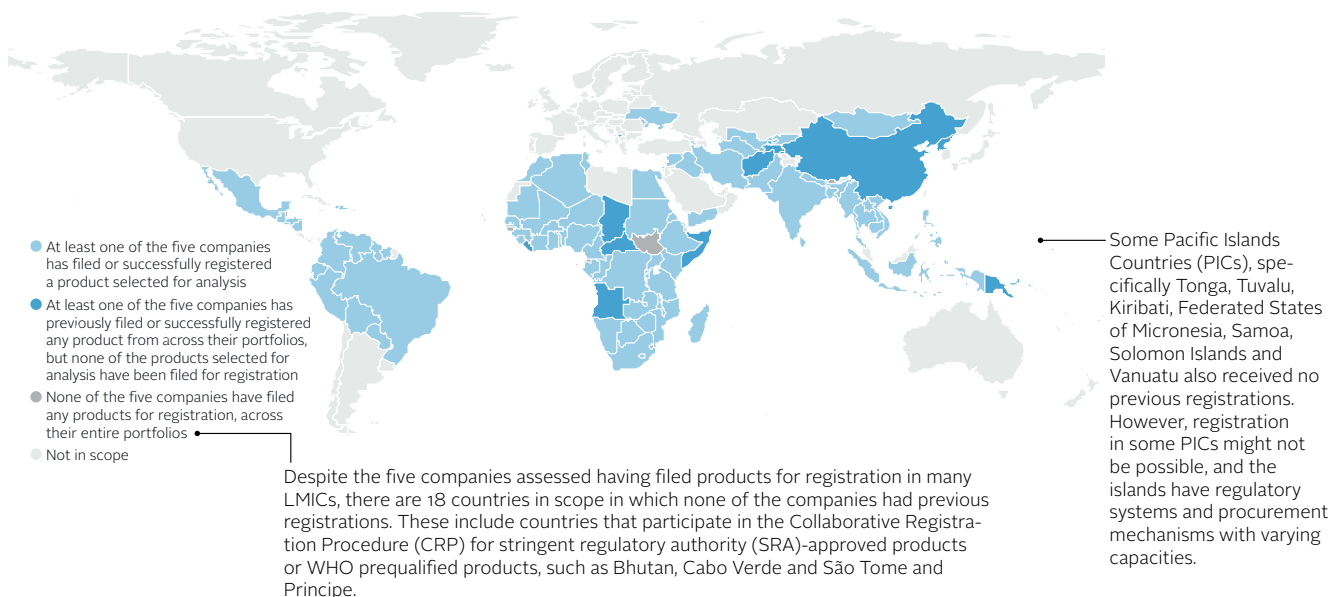 At least one of the five companies
has filed or successfully registered
a product selected for analysis
At least one of the five companies has
previously filed or successfully registered
any product from across their portfolios,
but none of the products selected for
analysis have been filed for registration
None of the five companies have filed
any products for registration, across
their entire portfolios
Not in scope
Despite the five companies assessed having filed products for registration in many
LMICs, there are 18 countries in scope in which none of the companies had previous
registrations. These include countries that participate in the Collaborative Registra-
tion Procedure (CRP) for stringent regulatory authority (SRA)-approved products
or WHO prequalified products, such as Bhutan, Cabo Verde and São Tome and
Principe.
Some Pacific Islands
Countries (PICs), spe-
cifically Tonga, Tuvalu,
Kiribati, Federated States
of Micronesia, Samoa,
Solomon Islands and
Vanuatu also received no
previous registrations.
However, registration
in some PICs might not
be possible, and the
islands have regulatory
systems and procurement
mechanisms with varying
capacities.